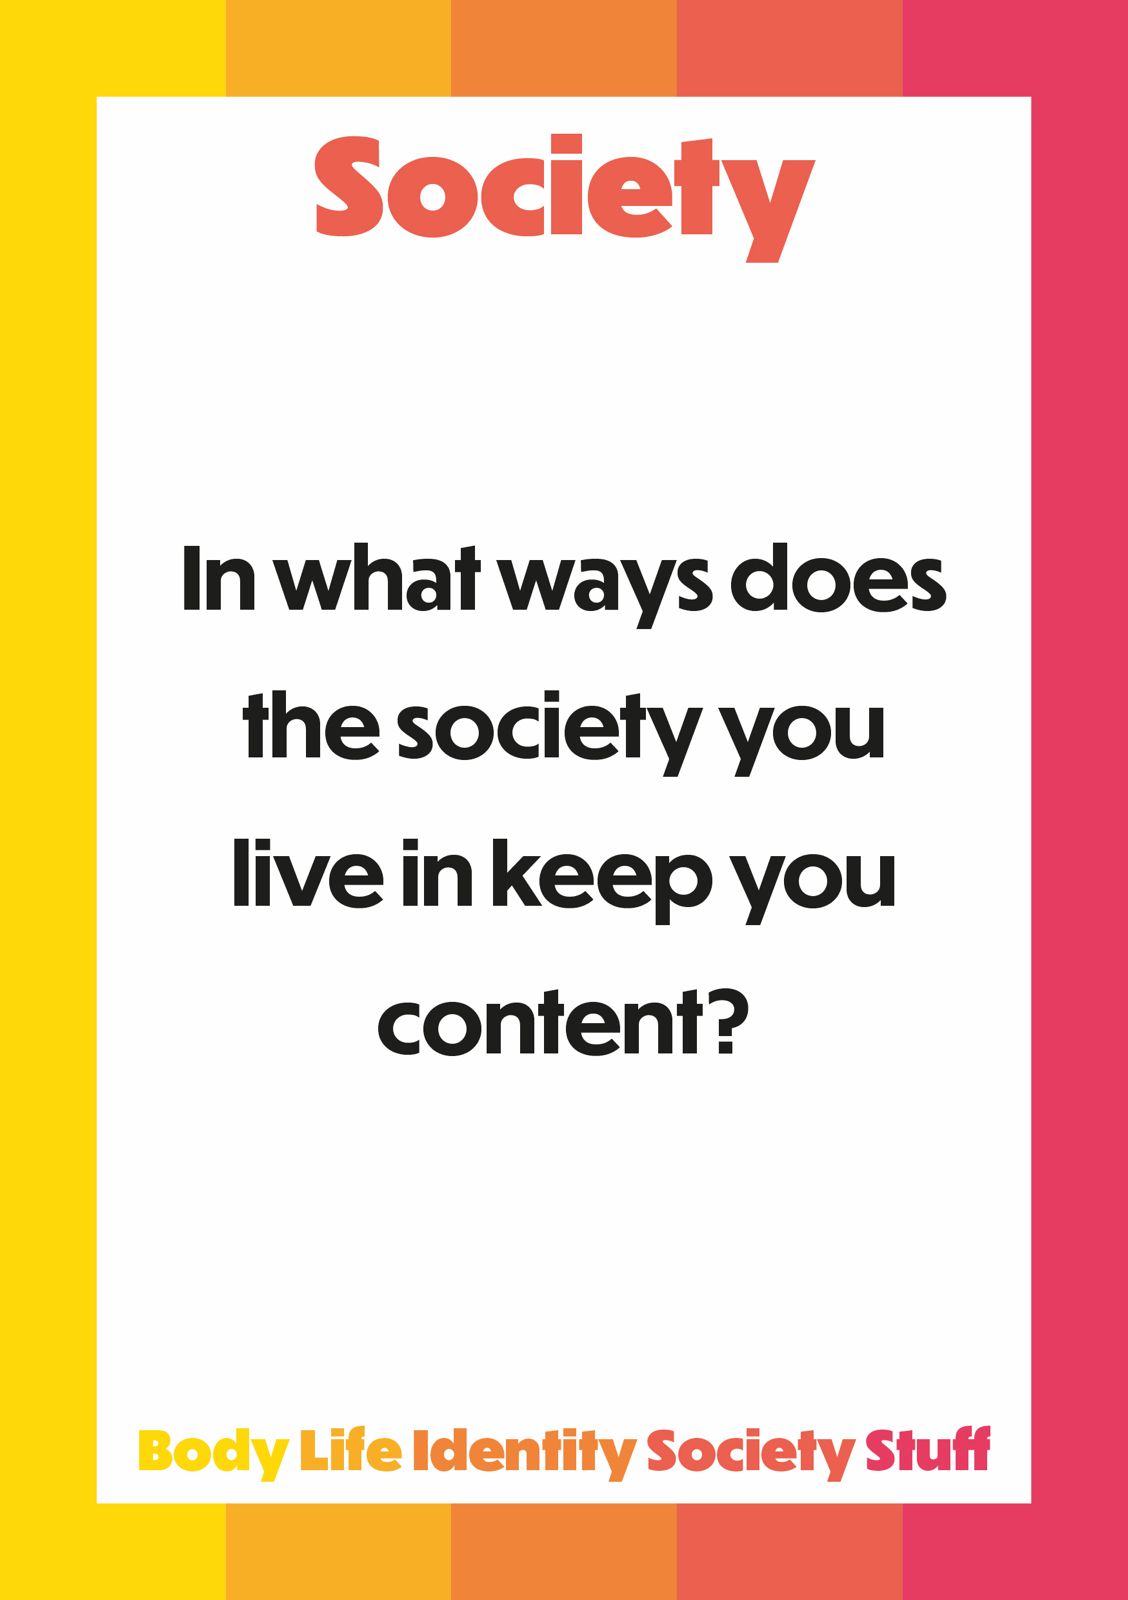 Society
In what ways does
the society you
live in keep you
content?
Body Life Identity Society Stuff